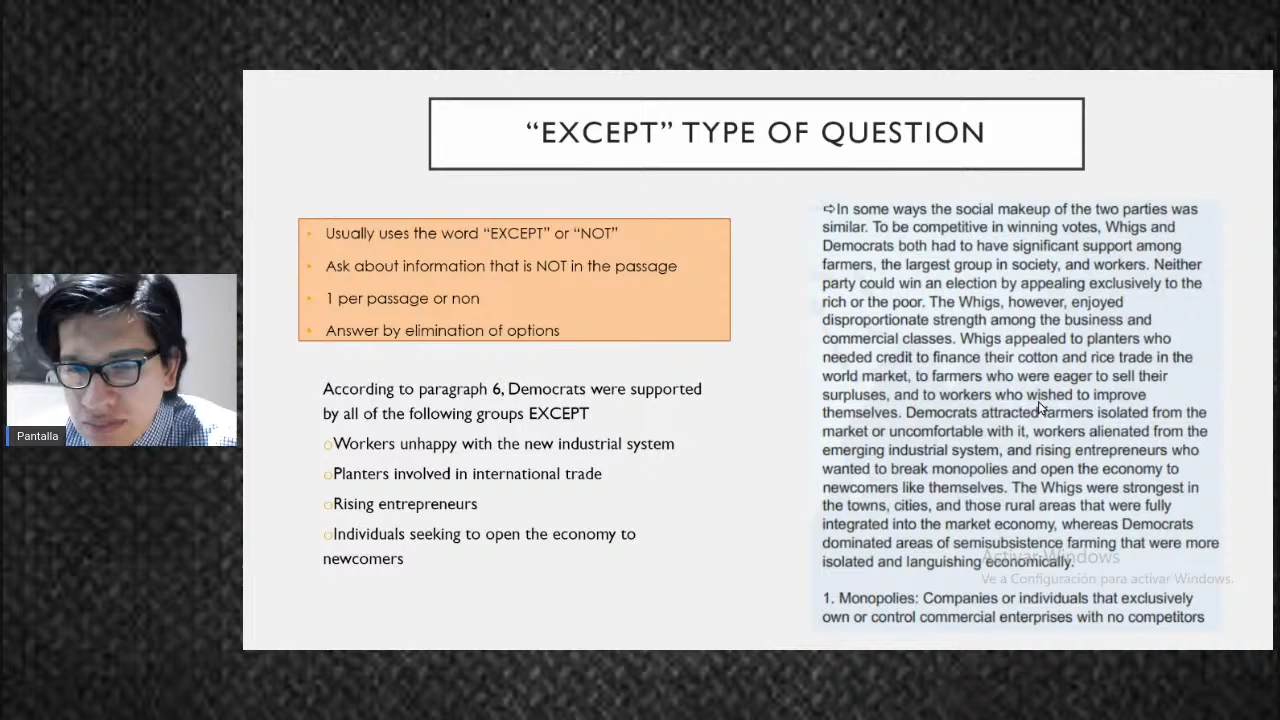 "EXCEPT" TYPE OF QUESTION
• Usually uses the word "EXCEPT" or "NOT"
• Ask about information that is NOT in the passage
• 1 per passage or non
• Answer by elimination of options
According to paragraph 6, Democrats were supported
by all of the following groups EXCEPT
oWorkers unhappy with the new industrial system
oPlanters involved in international trade
oRising entrepreneurs
oIndividuals seeking to open the economy to
newcomers
⇨In some ways the social makeup of the two parties was
similar. To be competitive in winning votes, Whigs and
Democrats both had to have significant support among
farmers, the largest group in society, and workers. Neither
party could win an election by appealing exclusively to the
rich or the poor. The Whigs, however, enjoyed
disproportionate strength among the business and
commercial classes. Whigs appealed to planters who
needed credit to finance their cotton and rice trade in the
world market, to farmers who were eager to sell their
surpluses, and to workers who wished to improve
themselves. Democrats attracted farmers isolated from the
market or uncomfortable with it, workers alienated from the
emerging industrial system, and rising entrepreneurs who
wanted to break monopolies and open the economy to
newcomers like themselves. The Whigs were strongest in
the towns, cities, and those rural areas that were fully
integrated into the market economy, whereas Democrats
dominated areas of semisubsistence farming that were more
isolated and languishing economically.
1. Monopolies: Companies or individuals that exclusively
own or control commercial enterprises with no competitors
Activar Windows
Ve a Configuración para activar Windows.
Pantalla